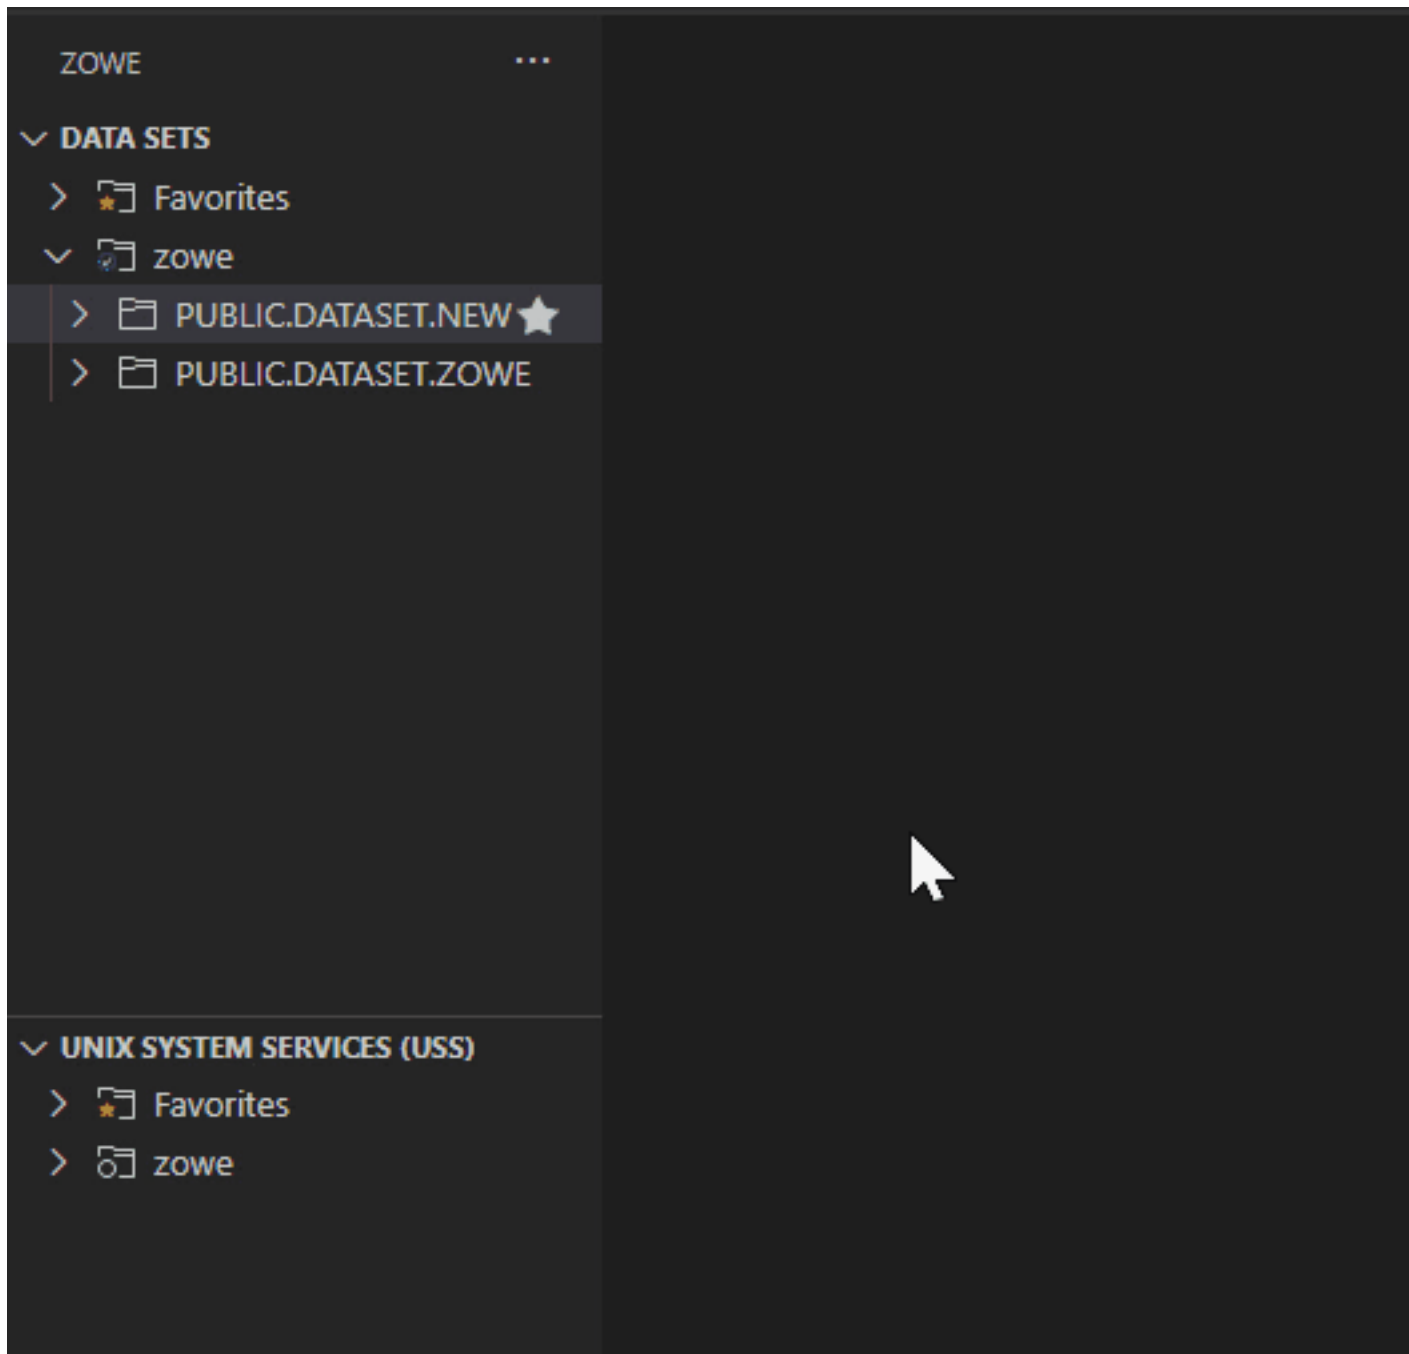 ZOWE
DATA SETS
Favorites
zowe
PUBLIC.DATASET.NEW
PUBLIC.DATASET.ZOWE
UNIX SYSTEM SERVICES (USS)
Favorites
zowe